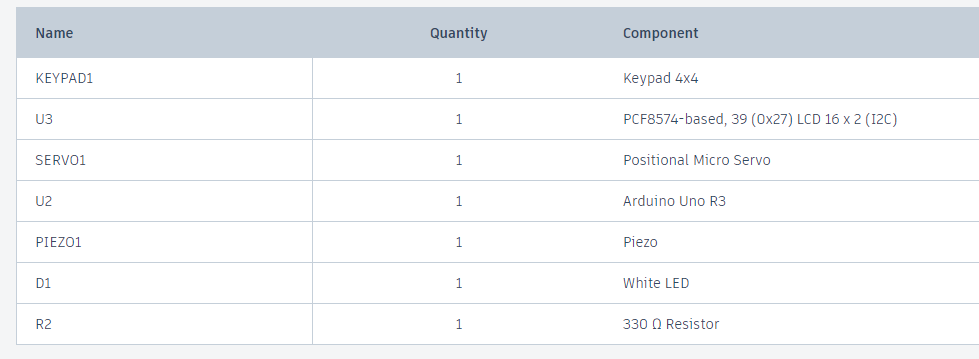 Name Quantity Component
KEYPAD1 1 Keypad 4x4
U3 1 PCF8574-based, 39 (0x27) LCD 16 x 2 (I2C)
SERVO1 1 Positional Micro Servo
U2 1 Arduino Uno R3
PIEZO1 1 Piezo
D1 1 White LED
R2 1 330 Ω Resistor